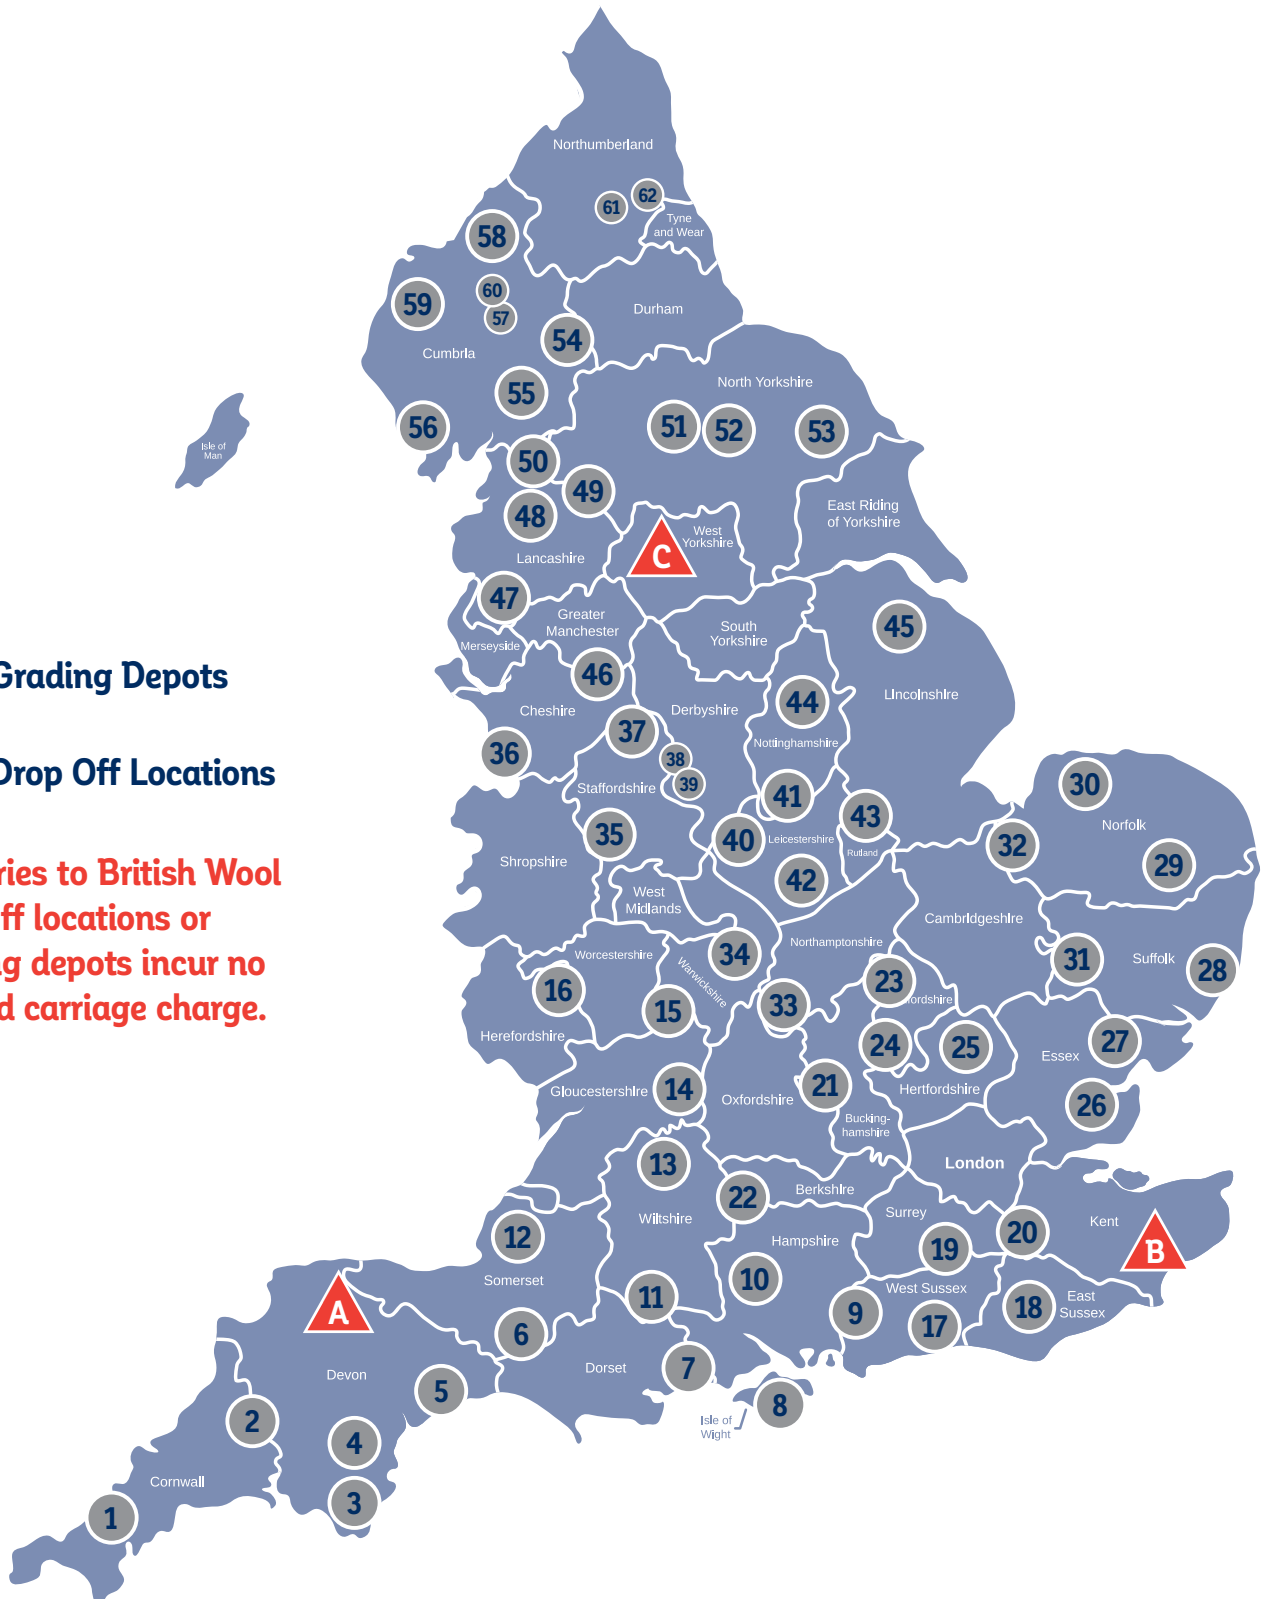 Northumberland
62
61
Tyne
and Wear
58
60
59
57
Durham
54
Cumbria
North Yorkshire
55
51
52
53
56
Isle of
Man
50
49
48
East Riding
of Yorkshire
West
Yorkshire
C
Lancashire
47
Greater
Manchester
45
South
Yorkshire
Merseyside
Grading Depots
46
Lincolnshire
44
Cheshire
Derbyshire
37
Nottinghamshire
36
38
Drop Off Locations
39
30
Staffordshire
41
43
Norfolk
35
40
Leicestershire
32
Rutland
Shropshire
29
ries to British Wool
42
West
Midlands
ff locations or
Cambridgeshire
Northamptonshire
34
Worcestershire
31
Suffolk
28
g depots incur no
Warwickshire
23
16
fordshire
33
d carriage charge.
15
Herefordshire
24
25
27
Essex
21
14
Gloucestershire
Hertfordshire
Oxfordshire
26
Bucking-
hamshire
13
London
Berkshire
22
Surrey
Wiltshire
Kent
20
12
Hampshire
19
B
Somerset
10
West Sussex
11
A
9
18
East
Sussex
17
6
Dorset
7
Devon
5
8
Isle of
Wight
2
4
Cornwall
3
1